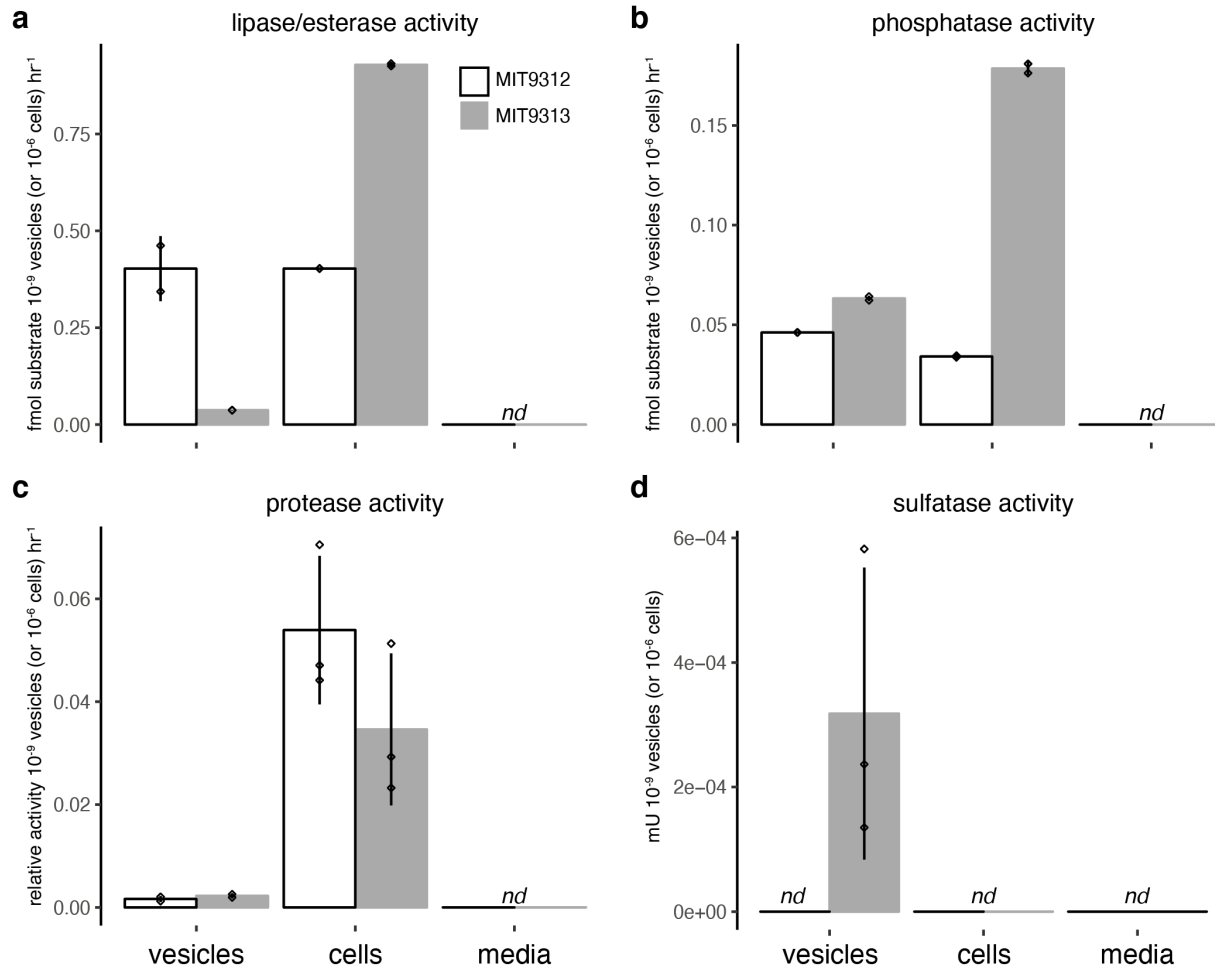 a
lipase/esterase activity
fmol substrate 10⁻⁹ vesicles (or 10⁻⁶ cells) hr⁻¹
0.75
0.50
0.25
0.00
MIT9312
MIT9313
nd
b
phosphatase activity
fmol substrate 10⁻⁹ vesicles (or 10⁻⁶ cells) hr⁻¹
0.15
0.10
0.05
0.00
nd
c
protease activity
relative activity 10⁻⁹ vesicles (or 10⁻⁶ cells) hr⁻¹
0.06
0.04
0.02
0.00
nd
vesicles
cells
media
d
sulfatase activity
mU 10⁻⁹ vesicles (or 10⁻⁶ cells)
6e−04
4e−04
2e−04
0e+00
nd
nd
nd
vesicles
cells
media